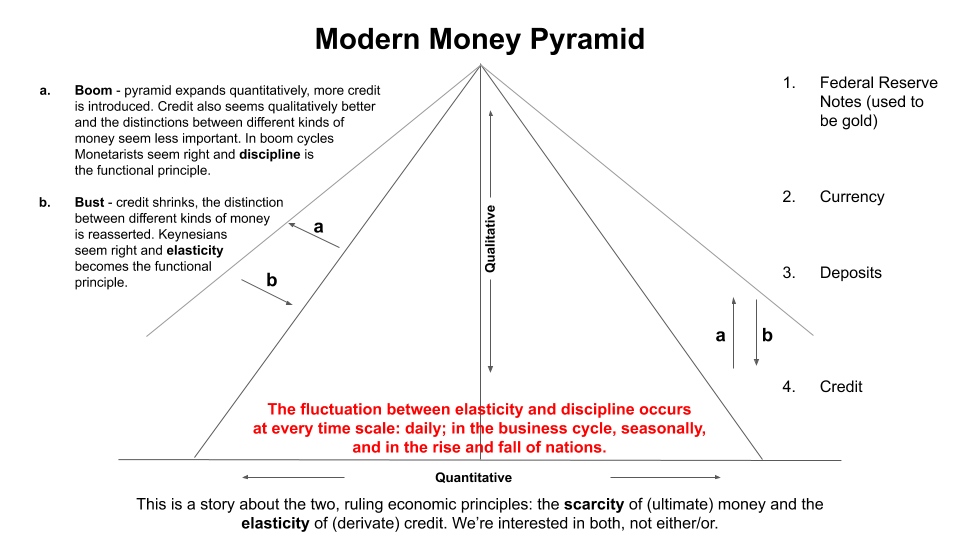 Modern Money Pyramid
a. Boom - pyramid expands quantitatively, more credit
is introduced. Credit also seems qualitatively better
and the distinctions between different kinds of
money seem less important. In boom cycles
Monetarists seem right and discipline is
the functional principle.
b. Bust - credit shrinks, the distinction
between different kinds of money
is reasserted. Keynesians
seem right and elasticity
becomes the functional
principle.
a
b
Qualitative
1. Federal Reserve
Notes (used to
be gold)
2. Currency
3. Deposits
a
b
4. Credit
The fluctuation between elasticity and discipline occurs
at every time scale: daily; in the business cycle, seasonally,
and in the rise and fall of nations.
Quantitative
This is a story about the two, ruling economic principles: the scarcity of (ultimate) money and the
elasticity of (derivate) credit. We’re interested in both, not either/or.